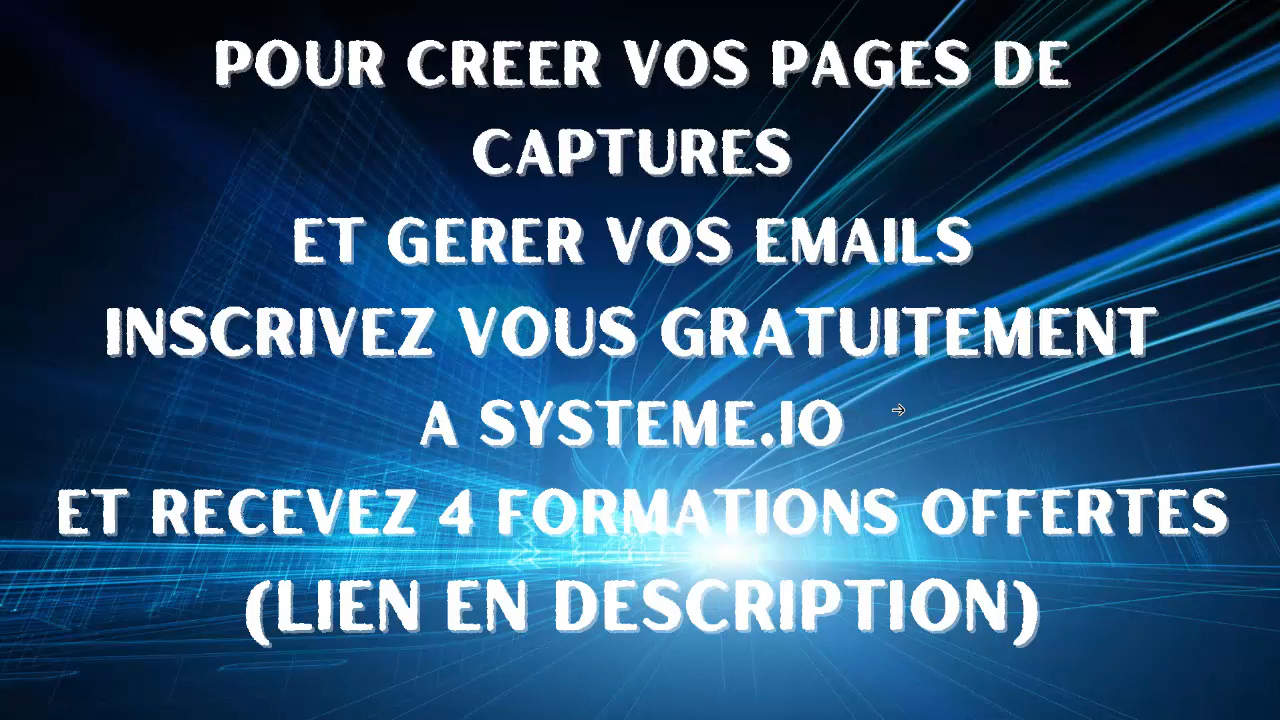 POUR CREER VOS PAGES DE
CAPTURES
ET GERER VOS EMAILS
INSCRIVEZ VOUS GRATUITEMENT
A SYSTEME.IO
ET RECEVEZ 4 FORMATIONS OFFERTES
(LIEN EN DESCRIPTION)